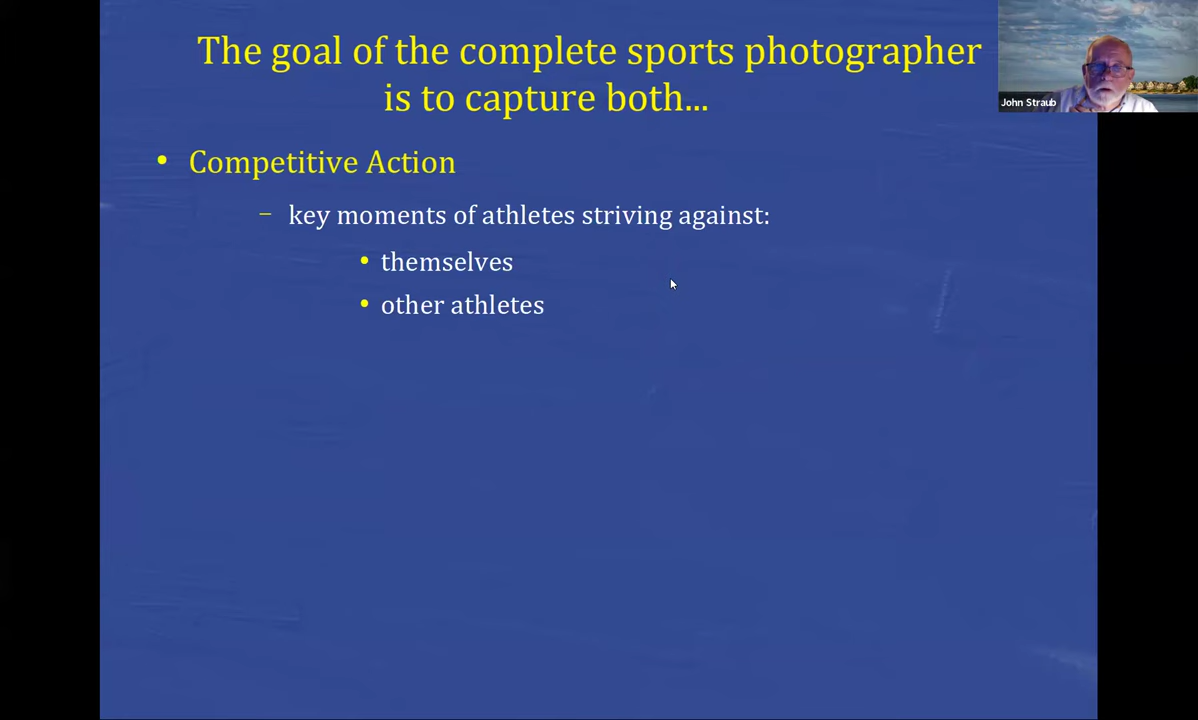 The goal of the complete sports photographer
is to capture both...
John Straub
• Competitive Action
– key moments of athletes striving against:
• themselves
• other athletes